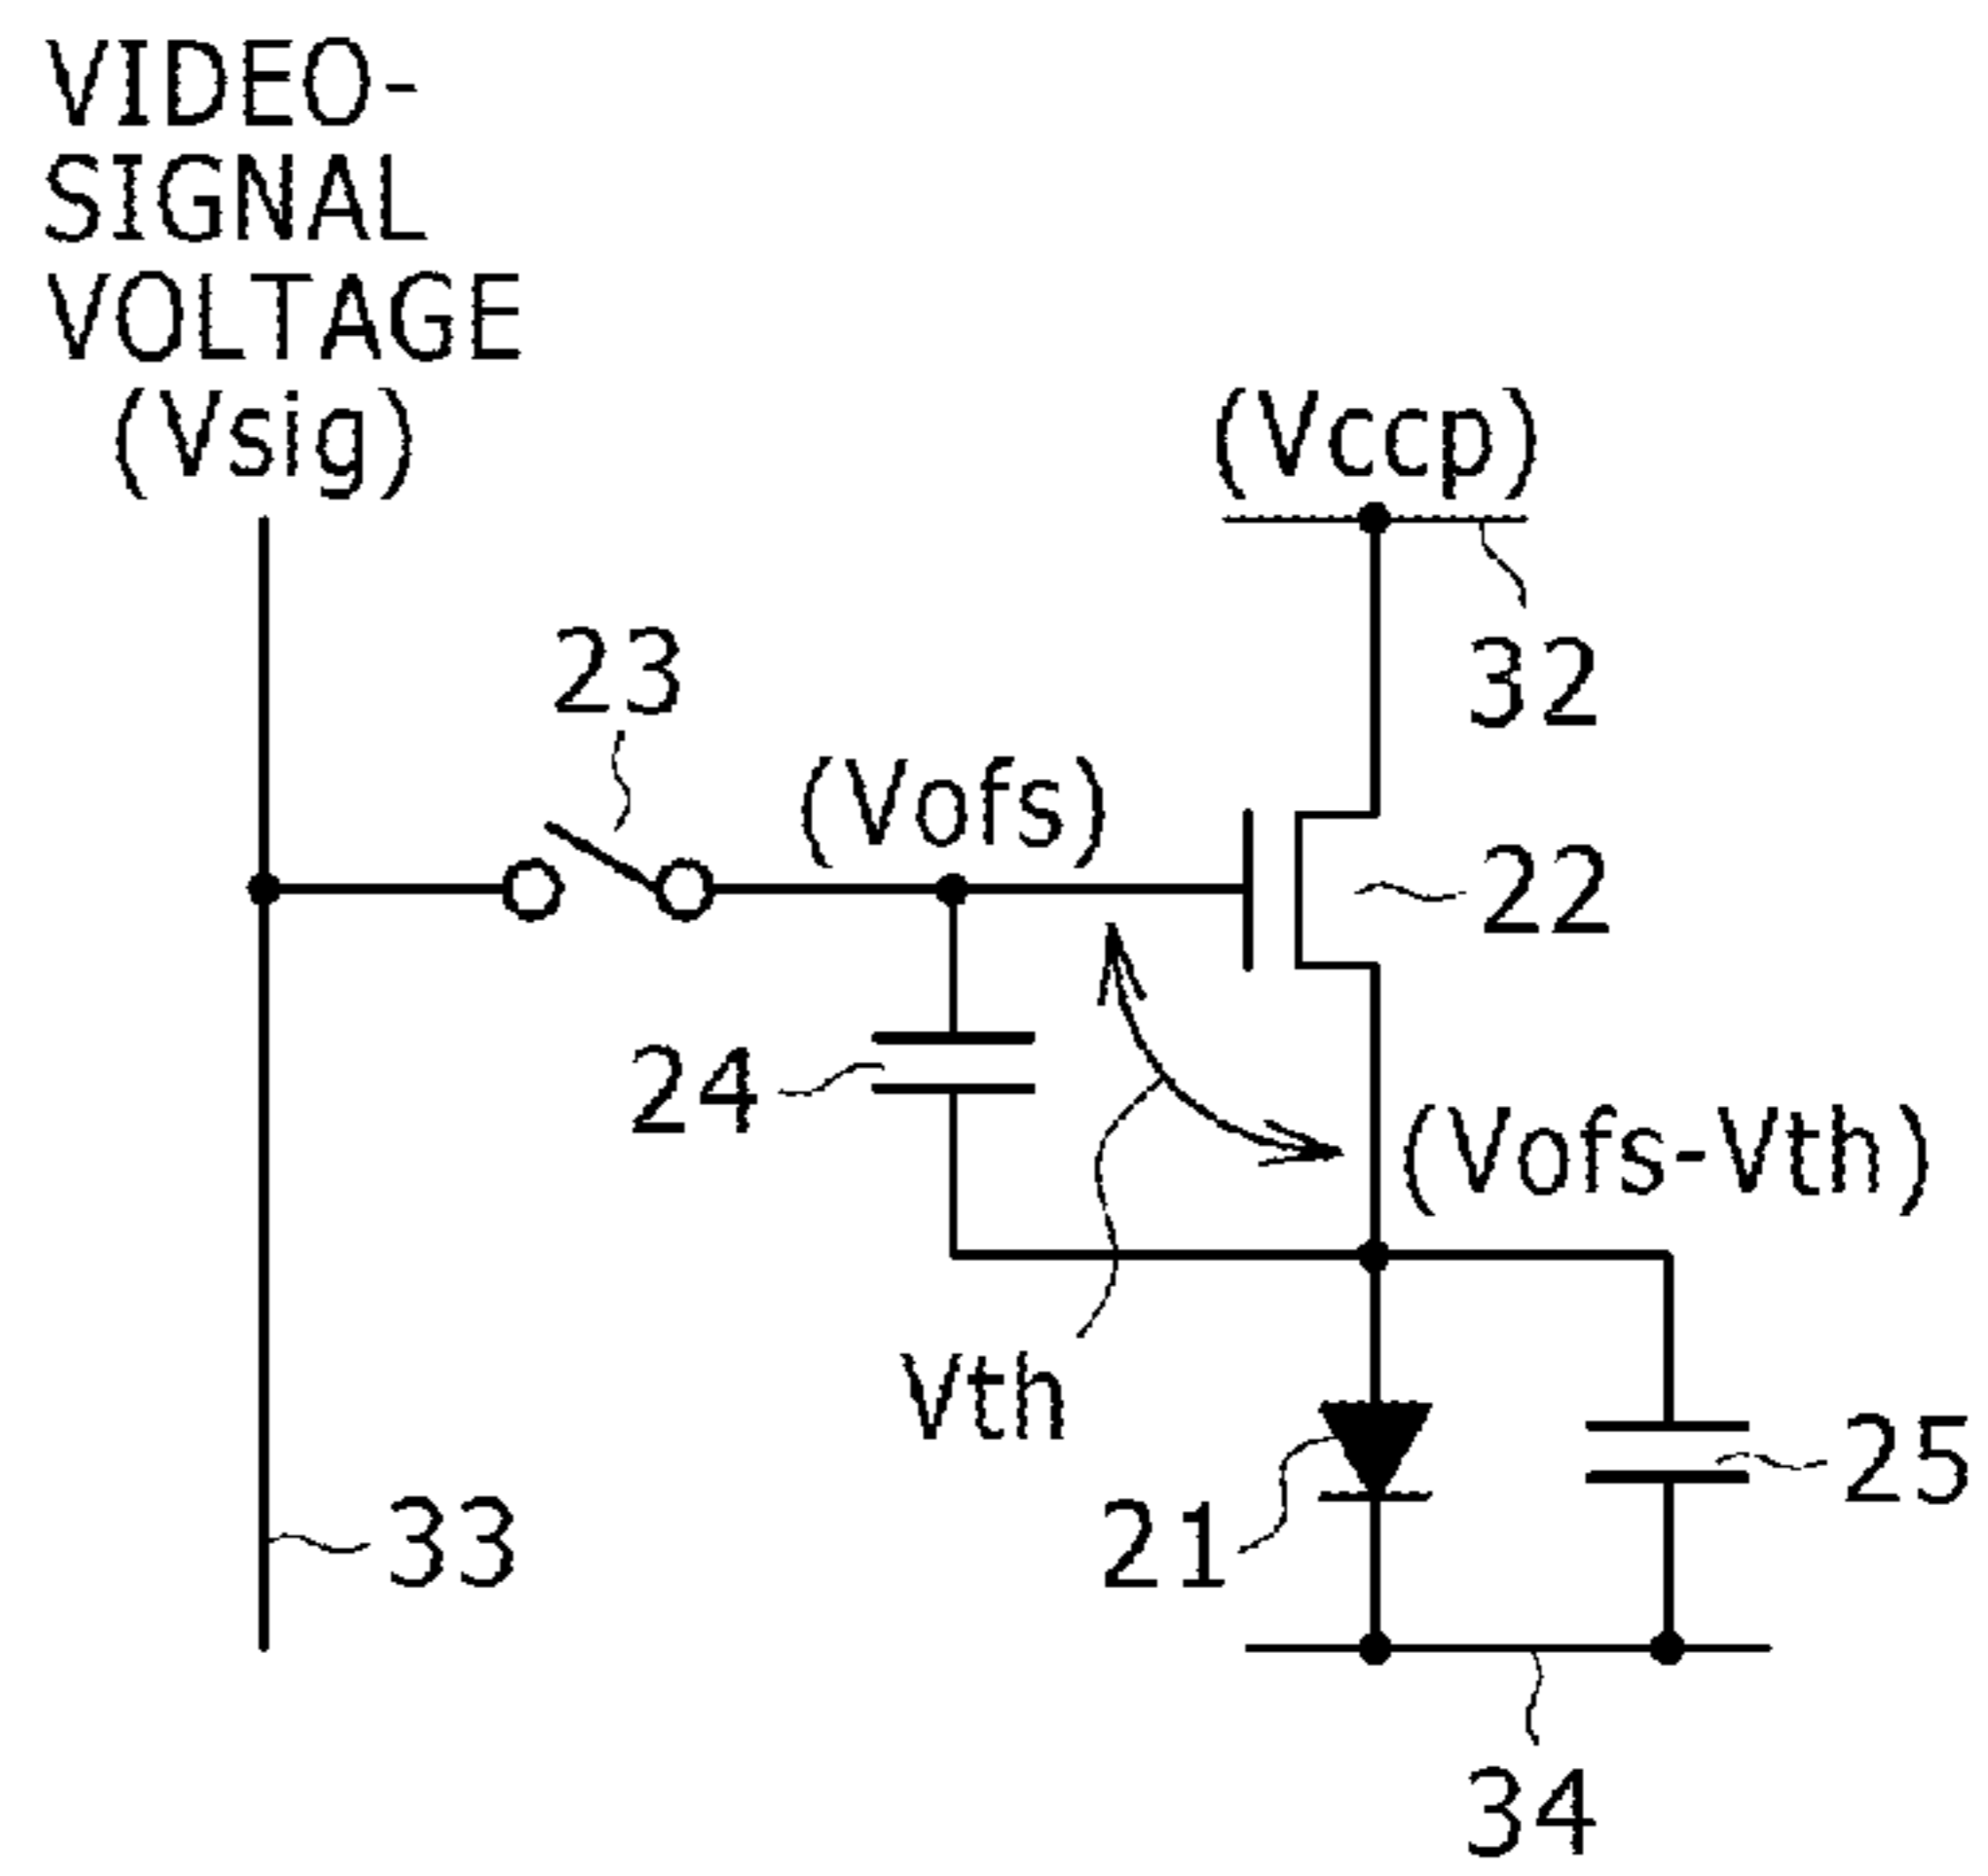 VIDEO-
SIGNAL
VOLTAGE
(Vsig)
(Vccp)
23
32
(Vofs)
22
24
(Vofs-Vth)
Vth
25
21
33
34